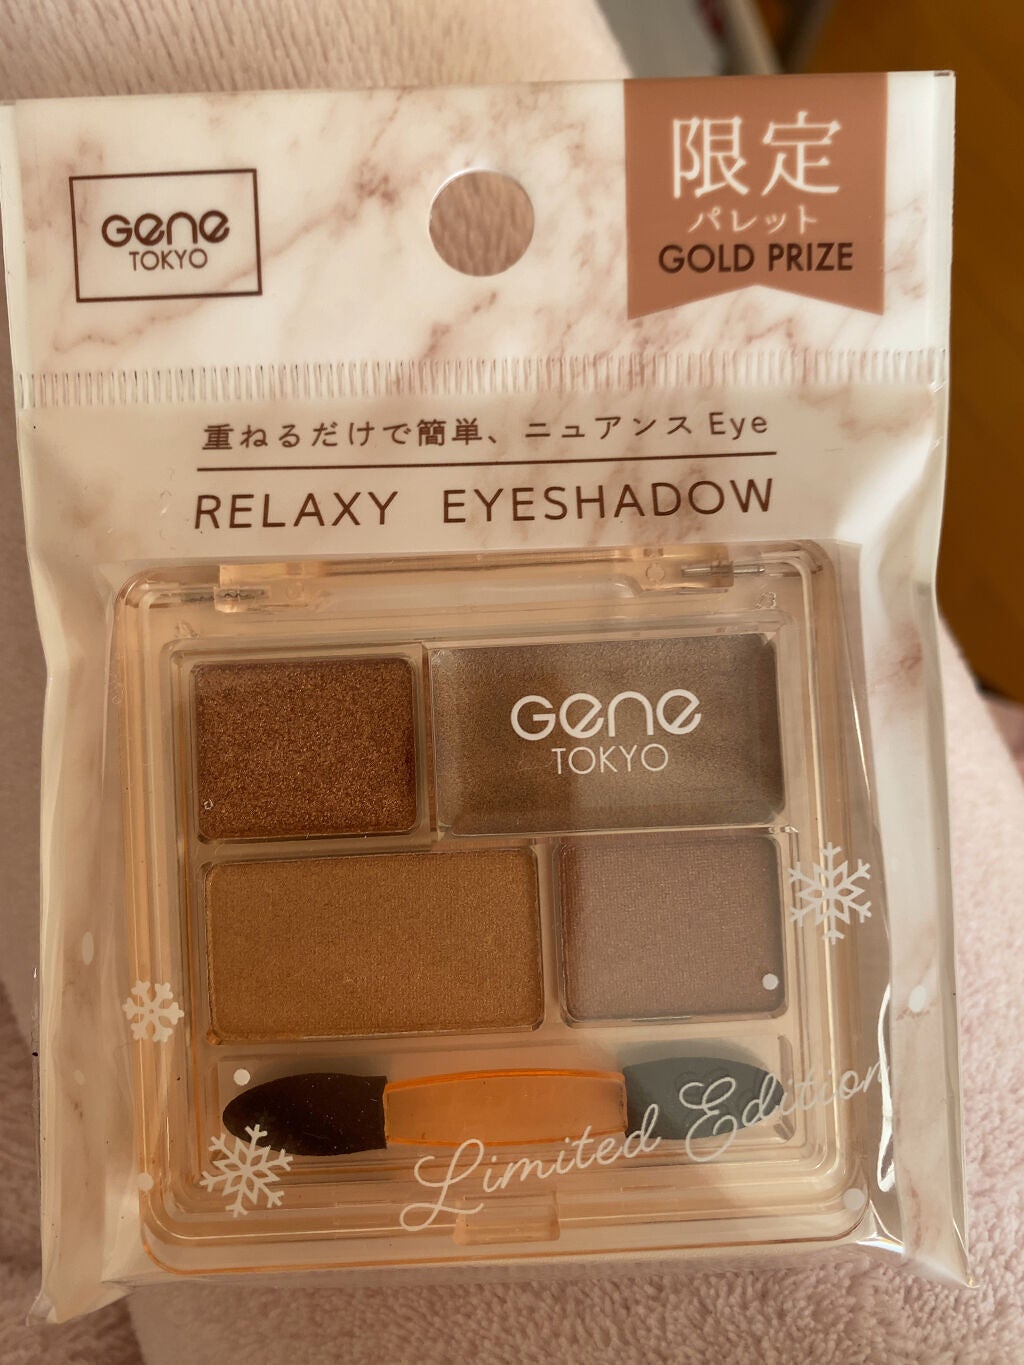 Gene
TOKYO
限定
パレット
GOLD PRIZE
重ねるだけで簡単、ニュアンス Eye
RELAXY EYESHADOW
Gene
TOKYO
Limited Edition